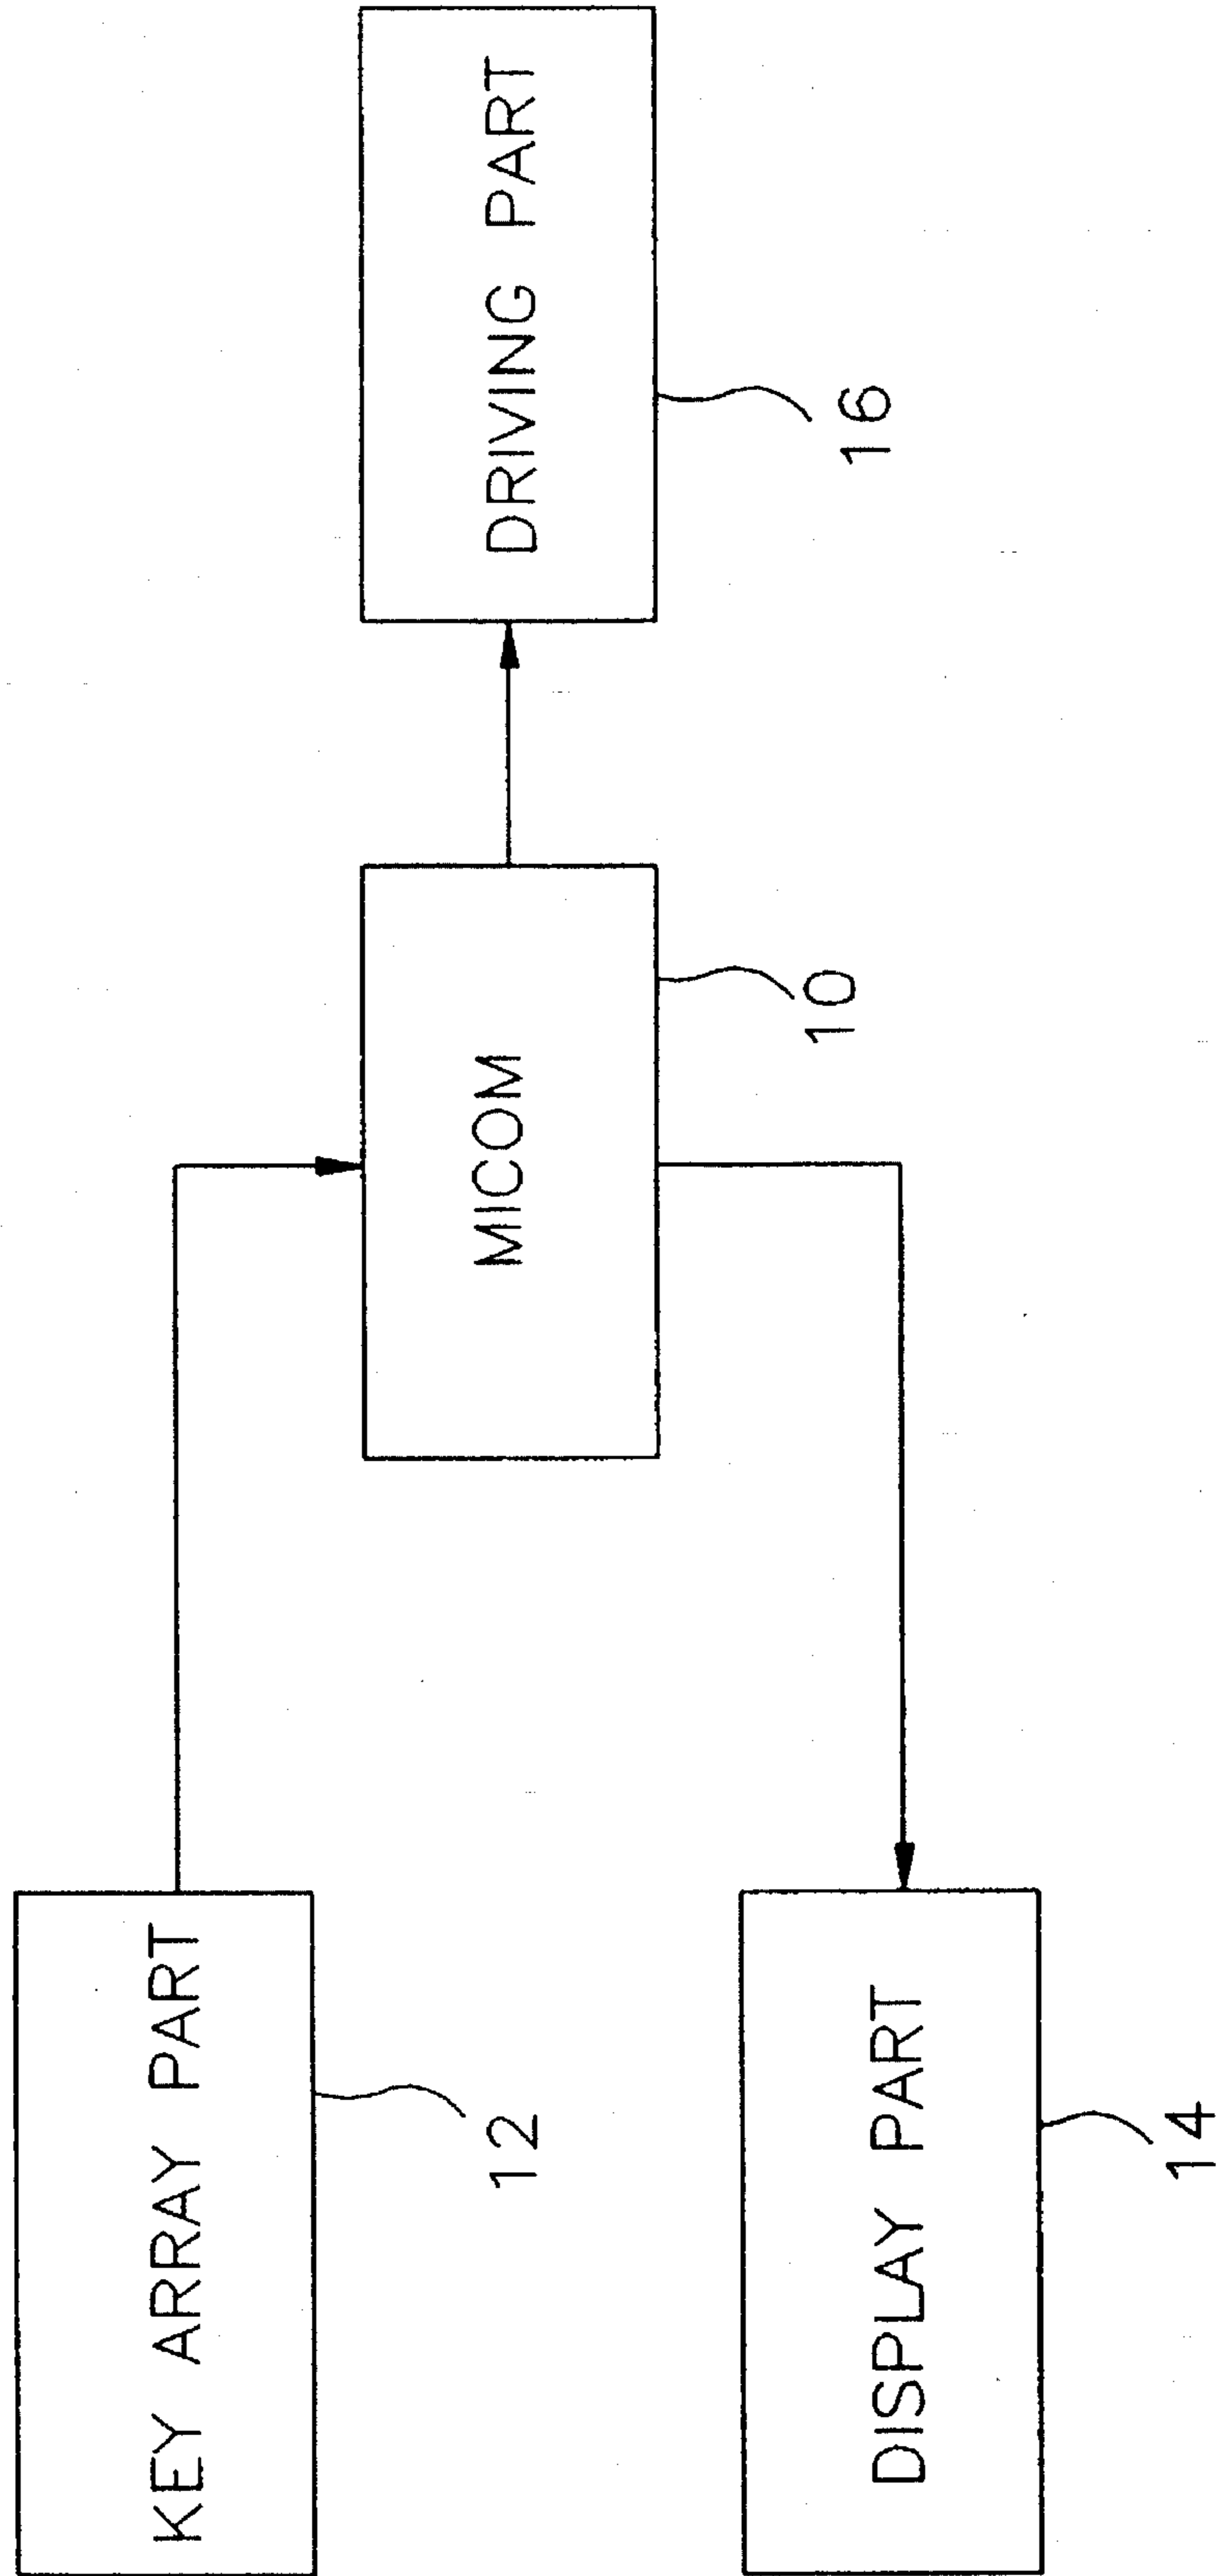 KEY ARRAY PART
12
MICOM
10
DRIVING PART
16
DISPLAY PART
14